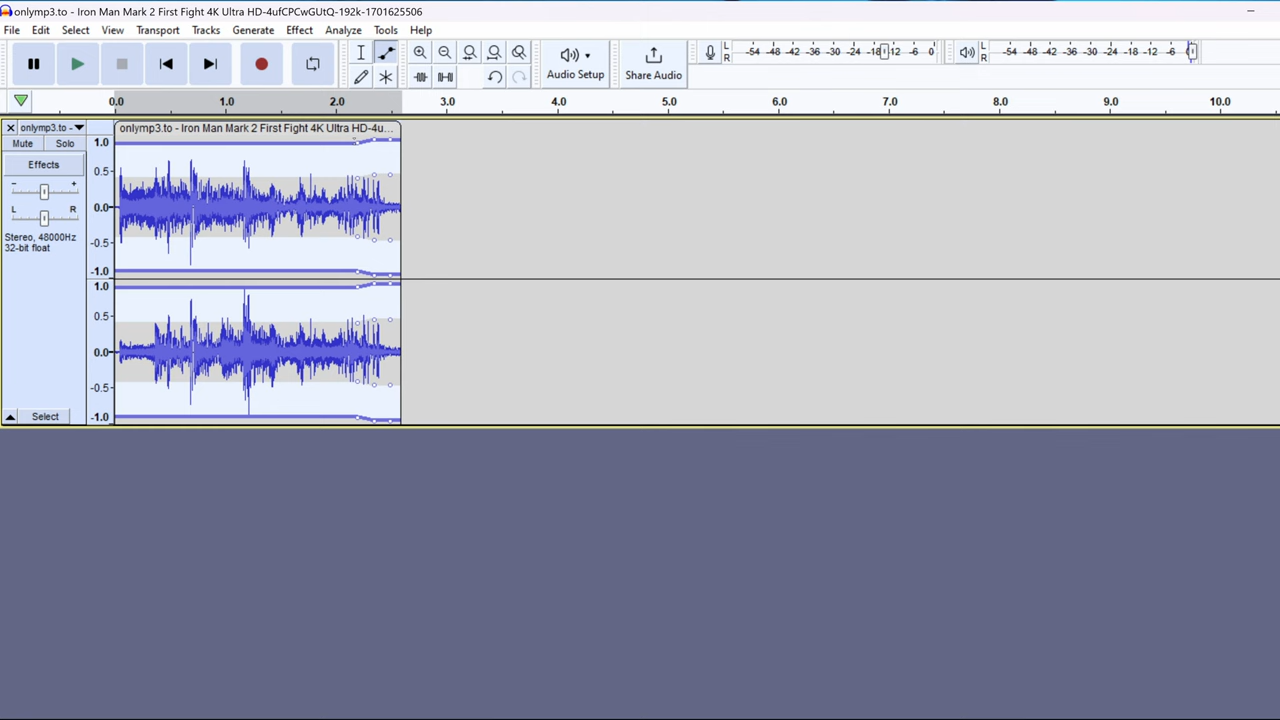 onlymp3.to - Iron Man Mark 2 First Fight 4K Ultra HD-4ufCPCwGUtQ-192k-1701625506
File Edit Select View Transport Tracks Generate Effect Analyze Tools Help
Audio Setup
Share Audio
L
R
-54 -48 -42 -36 -30 -24 -18 -12 -6 0
L
R
-54 -48 -42 -36 -30 -24 -18 -12 -6
0.0 1.0 2.0 3.0 4.0 5.0 6.0 7.0 8.0 9.0 10.0
onlymp3.to -
onlymp3.to - Iron Man Mark 2 First Fight 4K Ultra HD-4u...
Mute Solo
Effects
- +
L R
Stereo, 48000Hz
32-bit float
1.0
0.5
0.0
-0.5
-1.0
1.0
0.5
0.0
-0.5
-1.0
Select